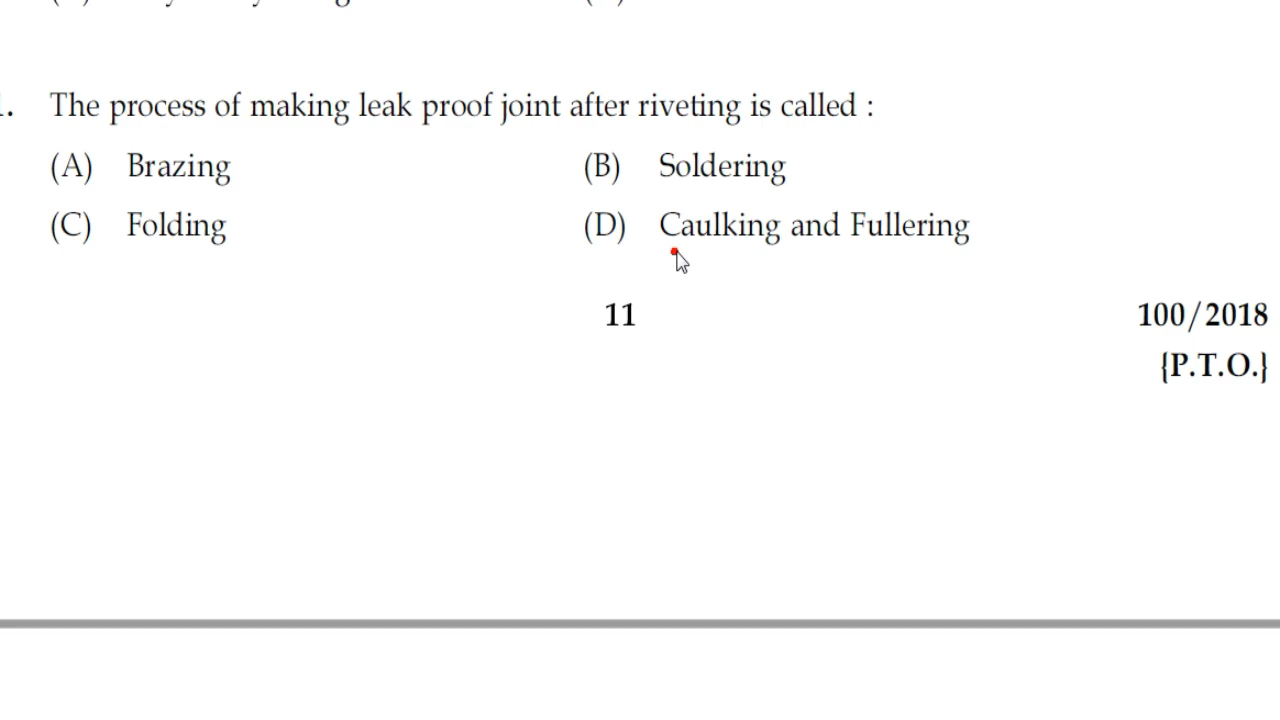 The process of making leak proof joint after riveting is called :
(A) Brazing (B) Soldering
(C) Folding (D) Caulking and Fullering
11 100/2018
{P.T.O.}